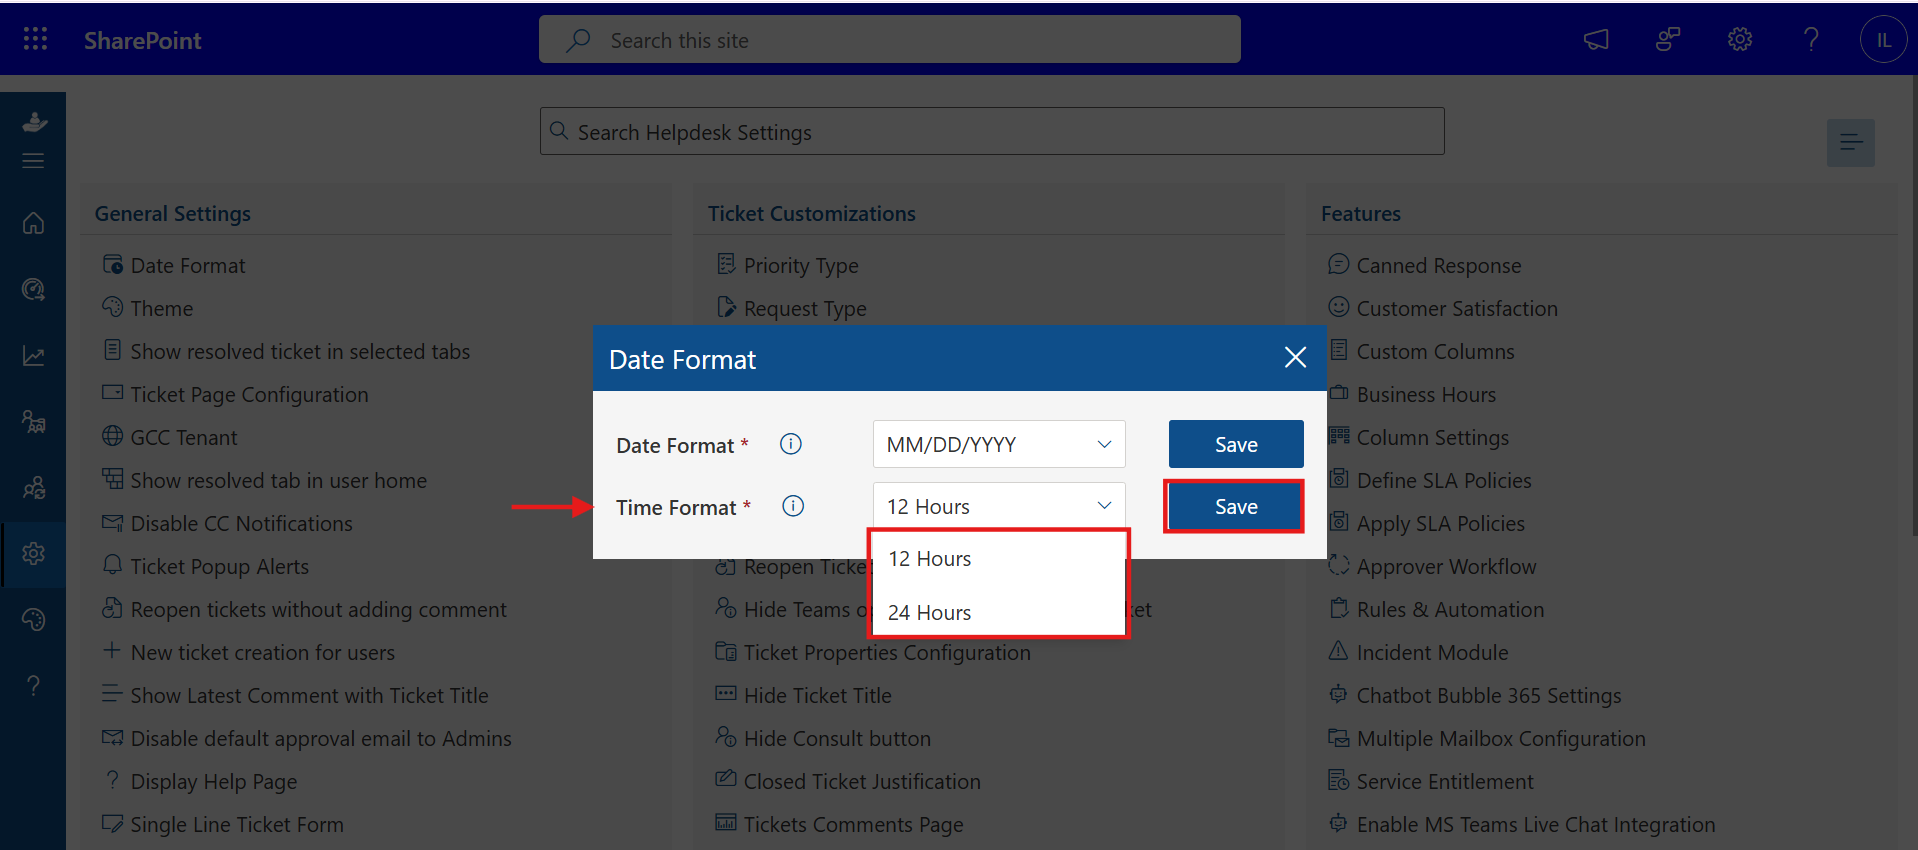 SharePoint
Search this site
IL
Search Helpdesk Settings
General Settings
Date Format
Theme
Show resolved ticket in selected tabs
Ticket Page Configuration
GCC Tenant
Show resolved tab in user home
Disable CC Notifications
Ticket Popup Alerts
Reopen tickets without adding comment
New ticket creation for users
Show Latest Comment with Ticket Title
Disable default approval email to Admins
Display Help Page
Single Line Ticket Form
Ticket Customizations
Priority Type
Request Type
Date Format
Date Format *
MM/DD/YYYY
Save
Time Format *
12 Hours
Save
12 Hours
24 Hours
Reopen
Hide Teams
Ticket Properties Configuration
Hide Ticket Title
Hide Consult button
Closed Ticket Justification
Tickets Comments Page
Features
Canned Response
Customer Satisfaction
Custom Columns
Business Hours
Column Settings
Define SLA Policies
Apply SLA Policies
Approver Workflow
Rules & Automation
Incident Module
Chatbot Bubble 365 Settings
Multiple Mailbox Configuration
Service Entitlement
Enable MS Teams Live Chat Integration